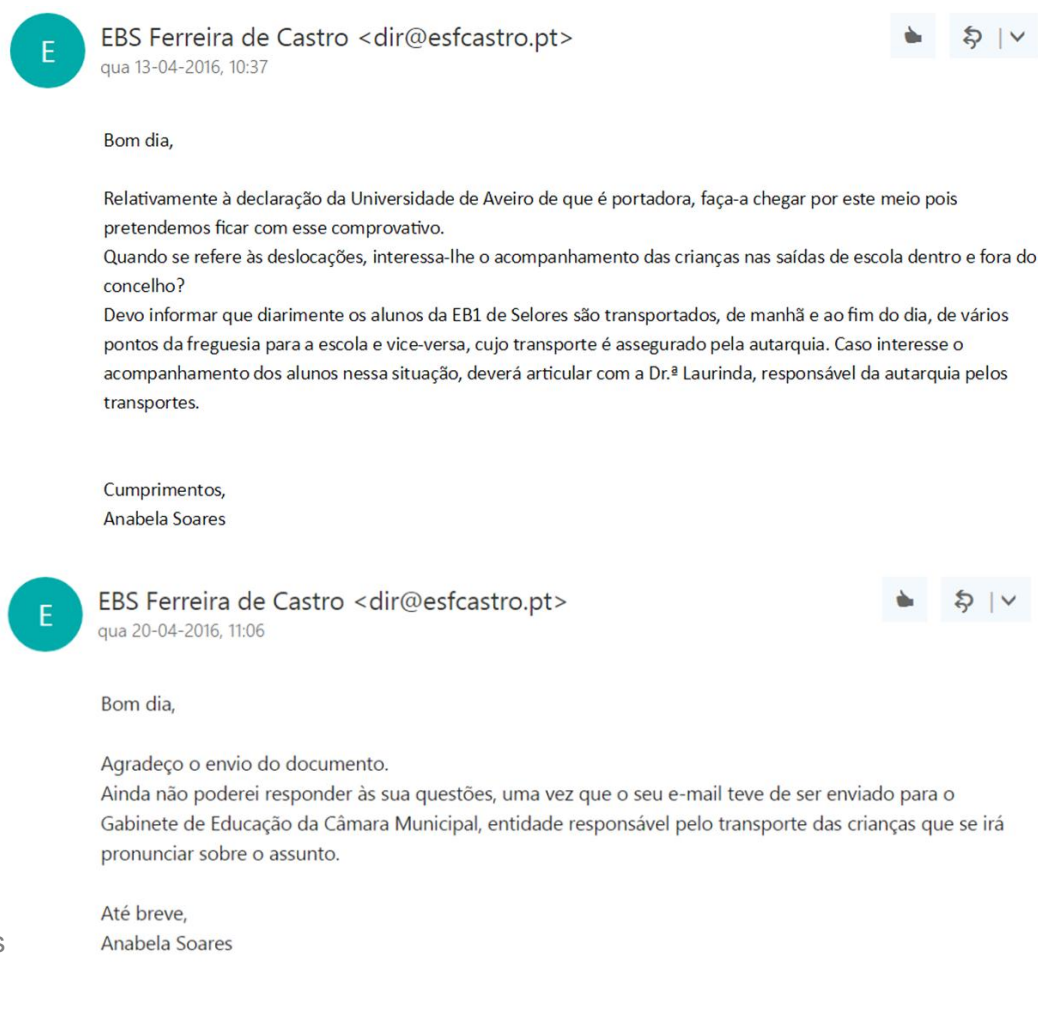 E
EBS Ferreira de Castro <dir@esfcastro.pt>
qua 13-04-2016, 10:37
Bom dia,
Relativamente à declaração da Universidade de Aveiro de que é portadora, faça-a chegar por este meio pois
pretendemos ficar com esse comprovativo.
Quando se refere às deslocações, interessa-lhe o acompanhamento das crianças nas saídas de escola dentro e fora do
concelho?
Devo informar que diarimente os alunos da EB1 de Selores são transportados, de manhã e ao fim do dia, de vários
pontos da freguesia para a escola e vice-versa, cujo transporte é assegurado pela autarquia. Caso interesse o
acompanhamento dos alunos nessa situação, deverá articular com a Dr.ª Laurinda, responsável da autarquia pelos
transportes.
Cumprimentos,
Anabela Soares
E
EBS Ferreira de Castro <dir@esfcastro.pt>
qua 20-04-2016, 11:06
Bom dia,
Agradeço o envio do documento.
Ainda não poderei responder às sua questões, uma vez que o seu e-mail teve de ser enviado para o
Gabinete de Educação da Câmara Municipal, entidade responsável pelo transporte das crianças que se irá
pronunciar sobre o assunto.
Até breve,
s Anabela Soares